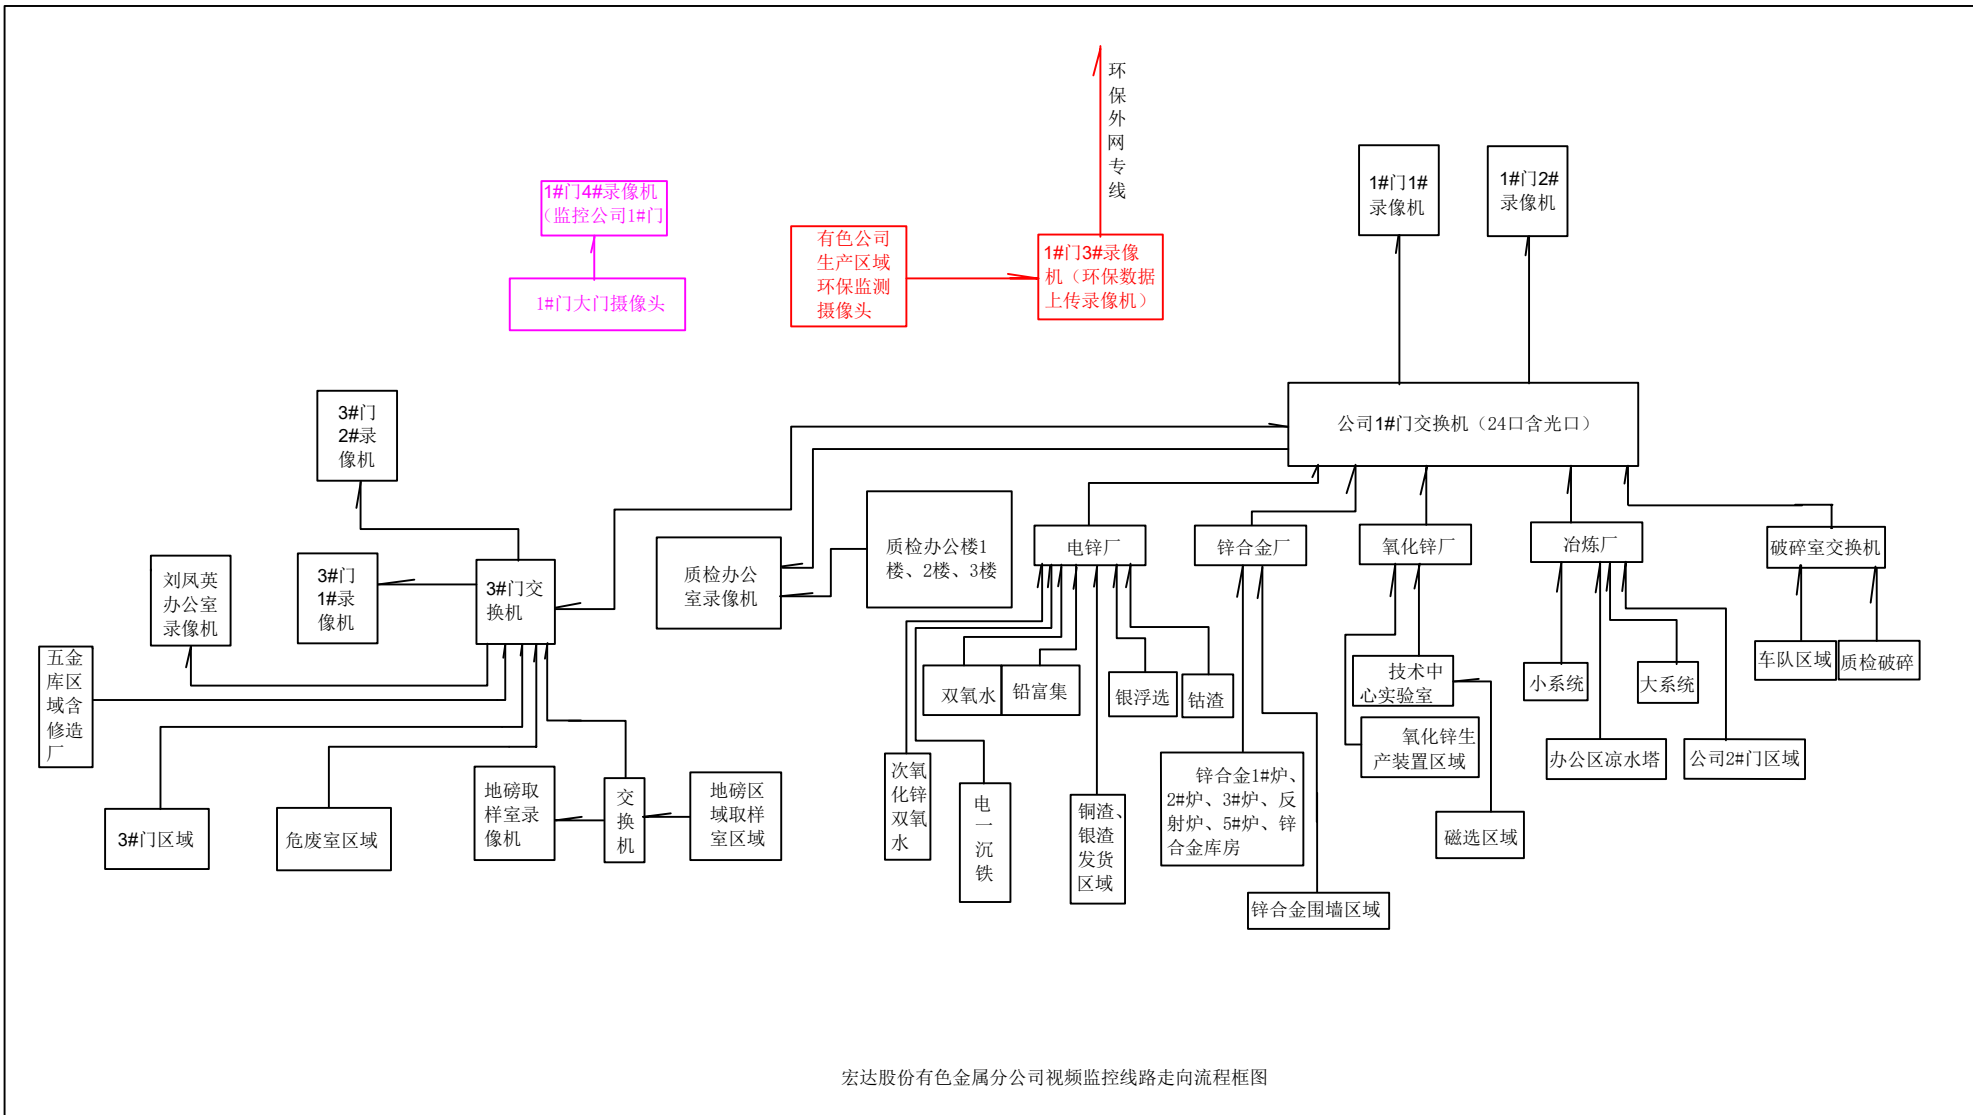 环
保
外
网
专
线
1#门4#录像机
（监控公司1#门
1#门大门摄像头
有色公司
生产区域
环保监测
摄像头
1#门3#录像
机（环保数据
上传录像机）
1#门1#
录像机
1#门2#
录像机
公司1#门交换机（24口含光口）
3#门
2#录
像机
刘凤英
办公室
录像机
3#门
1#录
像机
3#门交
换机
质检办公
室录像机
质检办公楼1
楼、2楼、3楼
电锌厂
锌合金厂
氧化锌厂
冶炼厂
破碎室交换机
五金
库区
域含
修造
厂
双氧水
铅富集
银浮选
钴渣
技术中
心实验室
小系统
大系统
车队区域
质检破碎
3#门区域
危废室区域
地磅取
样室录
像机
交
换
机
地磅区
域取样
室区域
次氧
化锌
双氧
水
电
一
沉
铁
铜渣、
银渣
发货
区域
锌合金1#炉、
2#炉、3#炉、反
射炉、5#炉、锌
合金库房
氧化锌生
产装置区域
办公区凉水塔
公司2#门区域
磁选区域
锌合金围墙区域
宏达股份有色金属分公司视频监控线路走向流程框图